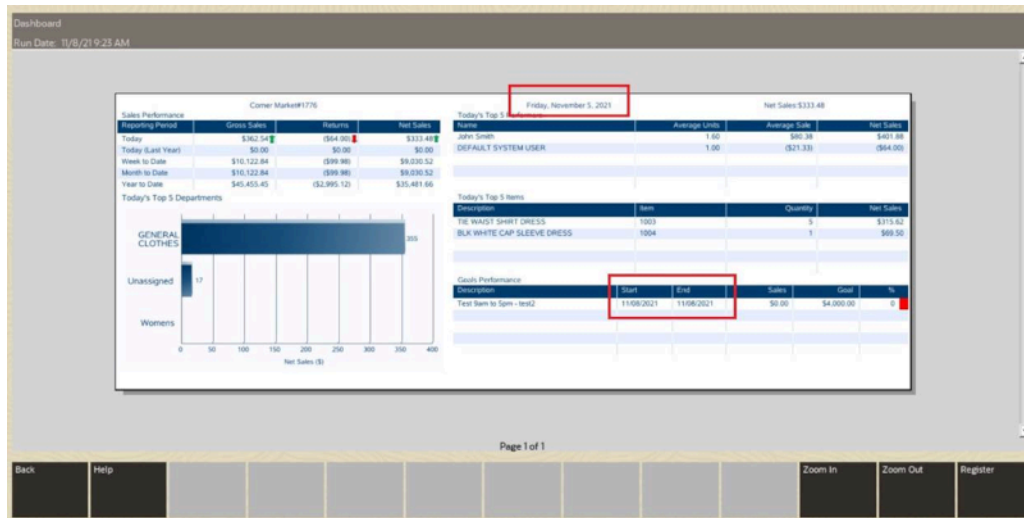 Dashboard
Run Date: 11/8/21 9:23 AM
Corner Market#1776
Friday, November 5, 2021
Net Sales:$333.48
Sales Performance
Reporting Period Gross Sales Returns Net Sales
Today $362.54 ($64.00) $333.48
Today (Last Year) $0.00 $0.00 $0.00
Week to Date $10,122.84 ($99.98) $9,030.52
Month to Date $10,122.84 ($99.98) $9,030.52
Year to Date $45,455.45 ($2,995.12) $35,481.66
Today's Top 5 Departments
GENERAL
CLOTHES
355
Unassigned
17
Womens
0 50 100 150 200 250 300 350 400
Net Sales ($)
Today's Top 5
Name Average Units Average Sale Net Sales
John Smith 1.60 $80.38 $401.88
DEFAULT SYSTEM USER 1.00 ($21.33) ($64.00)
Today's Top 5 Items
Description Item Quantity Net Sales
TIE WAIST SHIRT DRESS 1003 5 $315.62
BLK WHITE CAP SLEEVE DRESS 1004 1 $69.50
Goals Performance
Description Start End Sales Goal %
Test 9am to 5pm - test2 11/08/2021 11/08/2021 $0.00 $4,000.00 0
Page 1 of 1
Back Help Zoom In Zoom Out Register